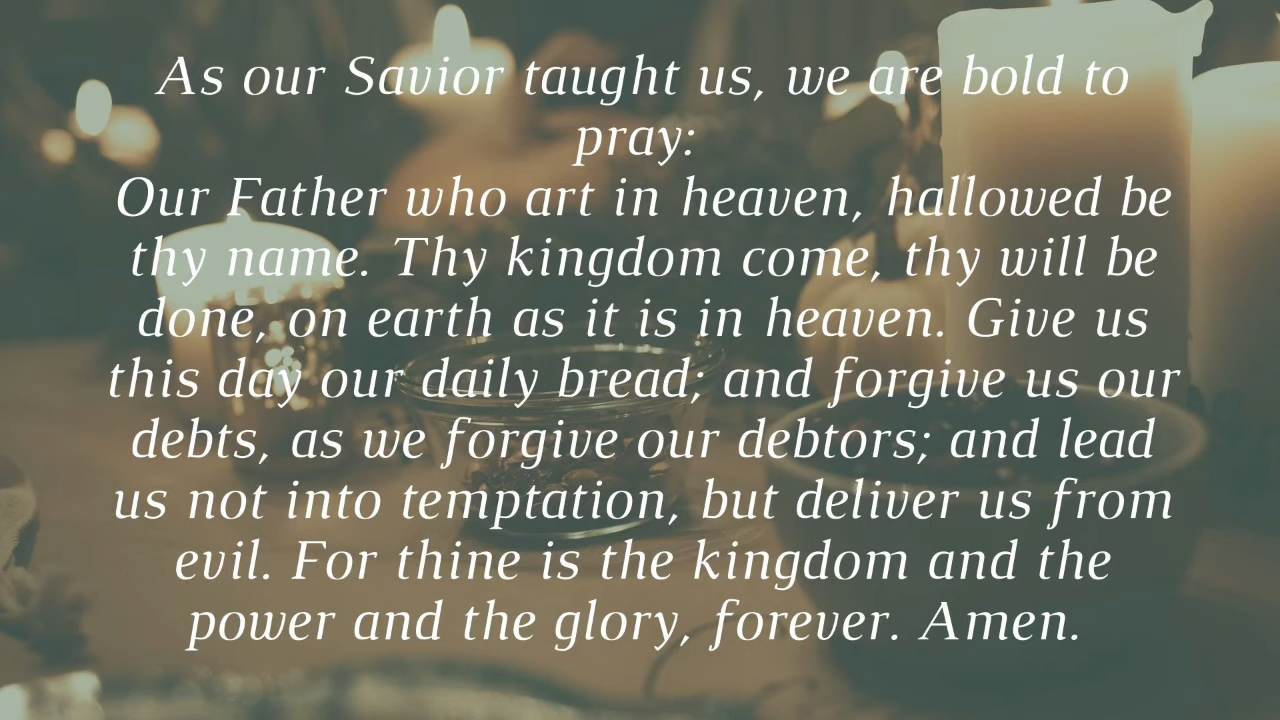 As our Savior taught us, we are bold to
pray:
Our Father who art in heaven, hallowed be
thy name. Thy kingdom come, thy will be
done, on earth as it is in heaven. Give us
this day our daily bread; and forgive us our
debts, as we forgive our debtors; and lead
us not into temptation, but deliver us from
evil. For thine is the kingdom and the
power and the glory, forever. Amen.